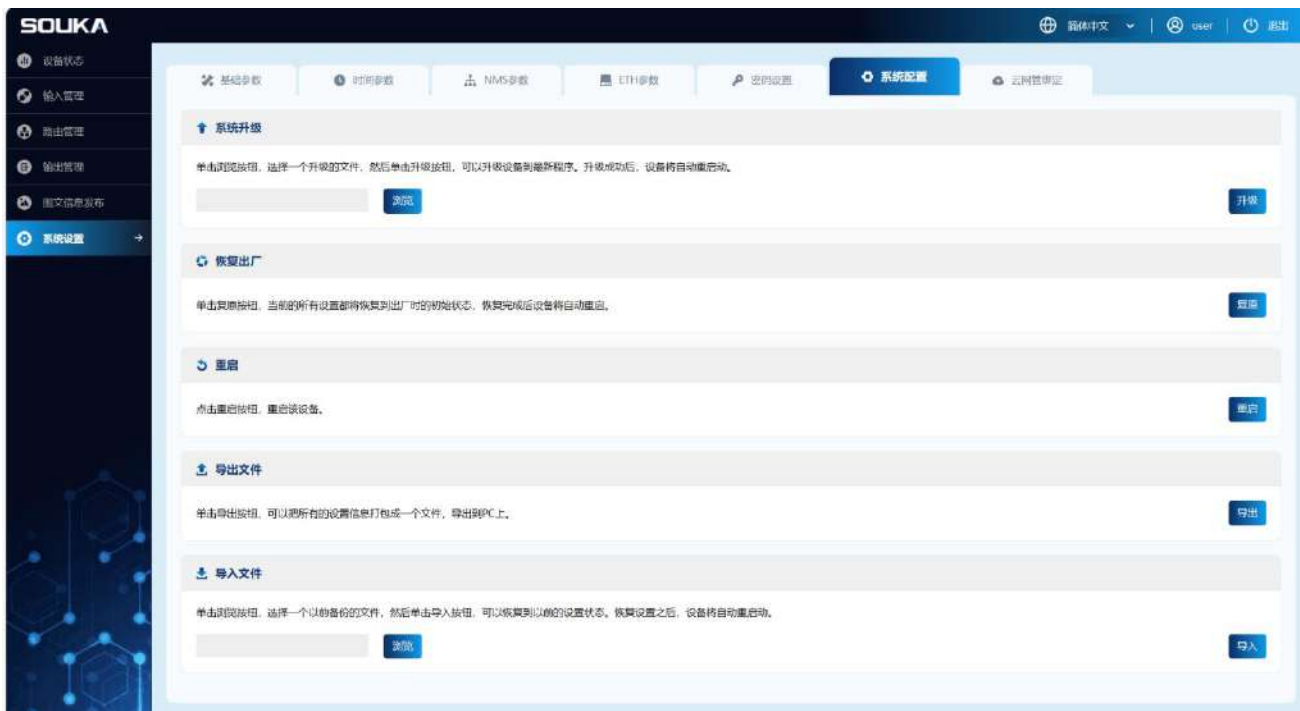 SOUKA
简体中文
user
退出
设备状态
输入管理
路由管理
输出管理
图文信息发布
系统设置
基础参数
时间参数
NMS参数
ETH参数
密码设置
系统配置
云网管绑定
系统升级
单击浏览按钮，选择一个升级的文件，然后单击升级按钮，可以升级设备到最新程序。升级成功后，设备将自动重启动。
浏览
升级
恢复出厂
单击复原按钮，当前的所有设置都将恢复到出厂时的初始状态，恢复完成后设备将自动重启。
复原
重启
点击重启按钮，重启该设备。
重启
导出文件
单击导出按钮，可以把所有的设置信息打包成一个文件，导出到PC上。
导出
导入文件
单击浏览按钮，选择一个以前备份的文件，然后单击导入按钮，可以恢复到以前的设置状态。恢复设置之后，设备将自动重启动。
浏览
导入